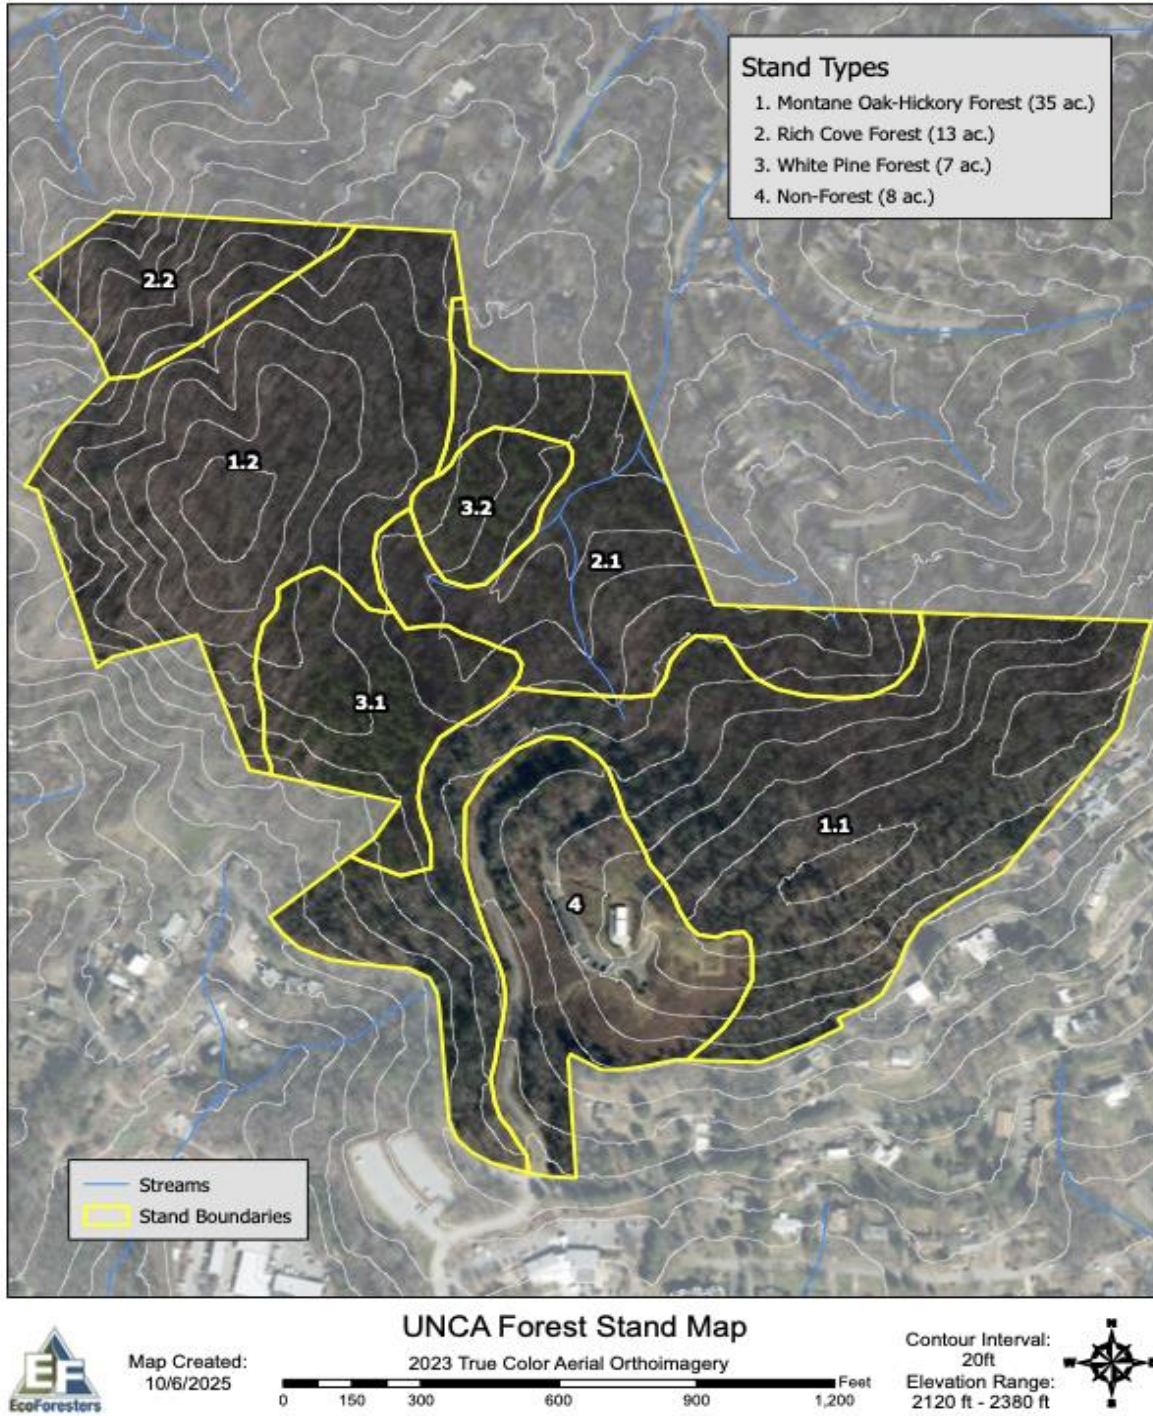 Stand Types
1. Montane Oak-Hickory Forest (35 ac.)
2. Rich Cove Forest (13 ac.)
3. White Pine Forest (7 ac.)
4. Non-Forest (8 ac.)
2.2
1.2
3.2
2.1
3.1
1.1
4
Streams
Stand Boundaries
EF
EcoForesters
Map Created:
10/6/2025
UNCA Forest Stand Map
2023 True Color Aerial Orthoimagery
Feet
0 150 300 600 900 1,200
Contour Interval:
20ft
Elevation Range:
2120 ft - 2380 ft
N
W E
S